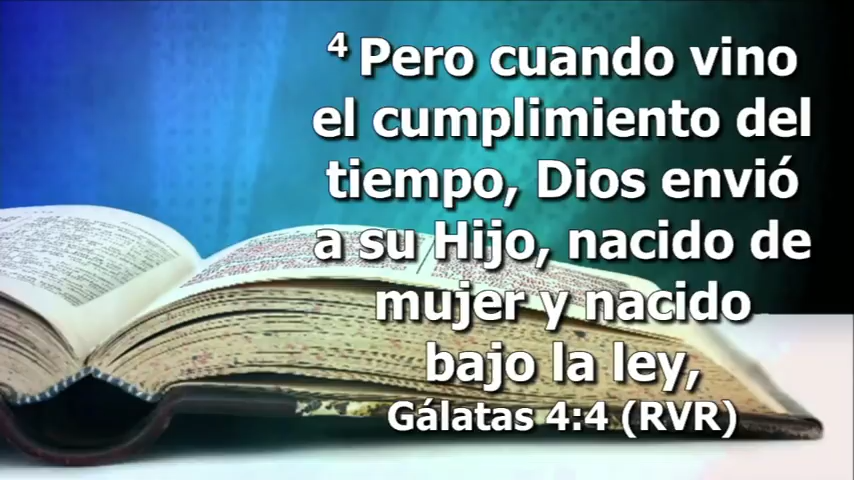 4 Pero cuando vino
el cumplimiento del
tiempo, Dios envió
a su Hijo, nacido de
mujer y nacido
bajo la ley,
Gálatas 4:4 (RVR)